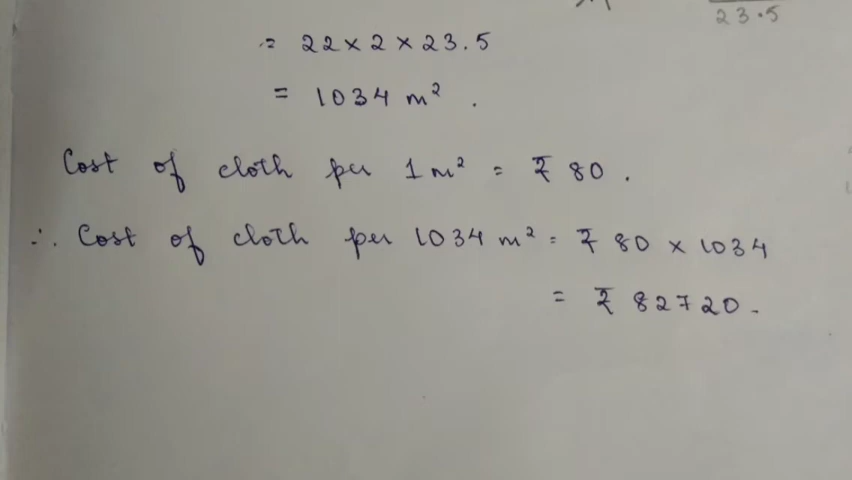 23.5
= 22 × 2 × 23.5
= 1034 m² .
Cost of cloth per 1 m² = ₹ 80 .
∴ Cost of cloth per 1034 m² = ₹ 80 × 1034
= ₹ 82720 .